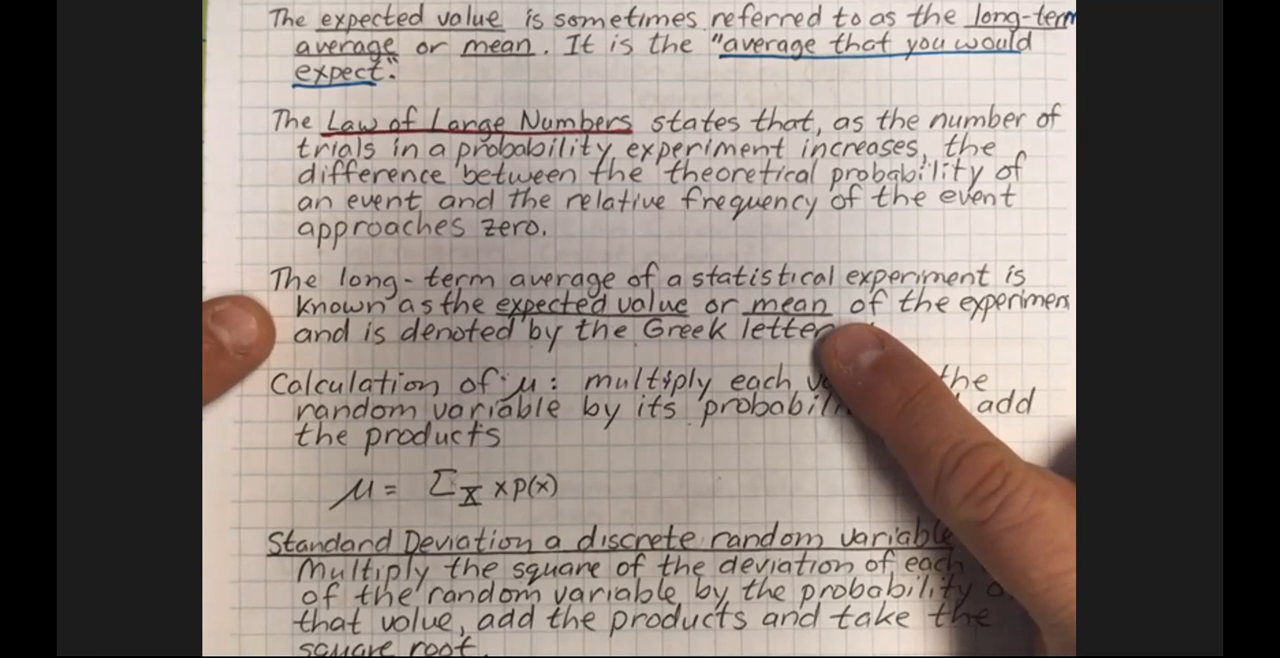 The expected value is sometimes referred to as the long-term
average or mean. It is the "average that you would
expect".
The Law of Large Numbers states that, as the number of
trials in a probability experiment increases, the
difference between the theoretical probability of
an event and the relative frequency of the event
approaches zero.
The long-term average of a statistical experiment is
known as the expected value or mean of the experimen
and is denoted by the Greek letter
Calculation of μ: multiply each the
random variable by its add
the products
μ = Σ_X xp(x)
Standard Deviation a discrete random variable
Multiply the square of the deviation of each
of the random variable by the probability
that value, add the products and take the
square root.